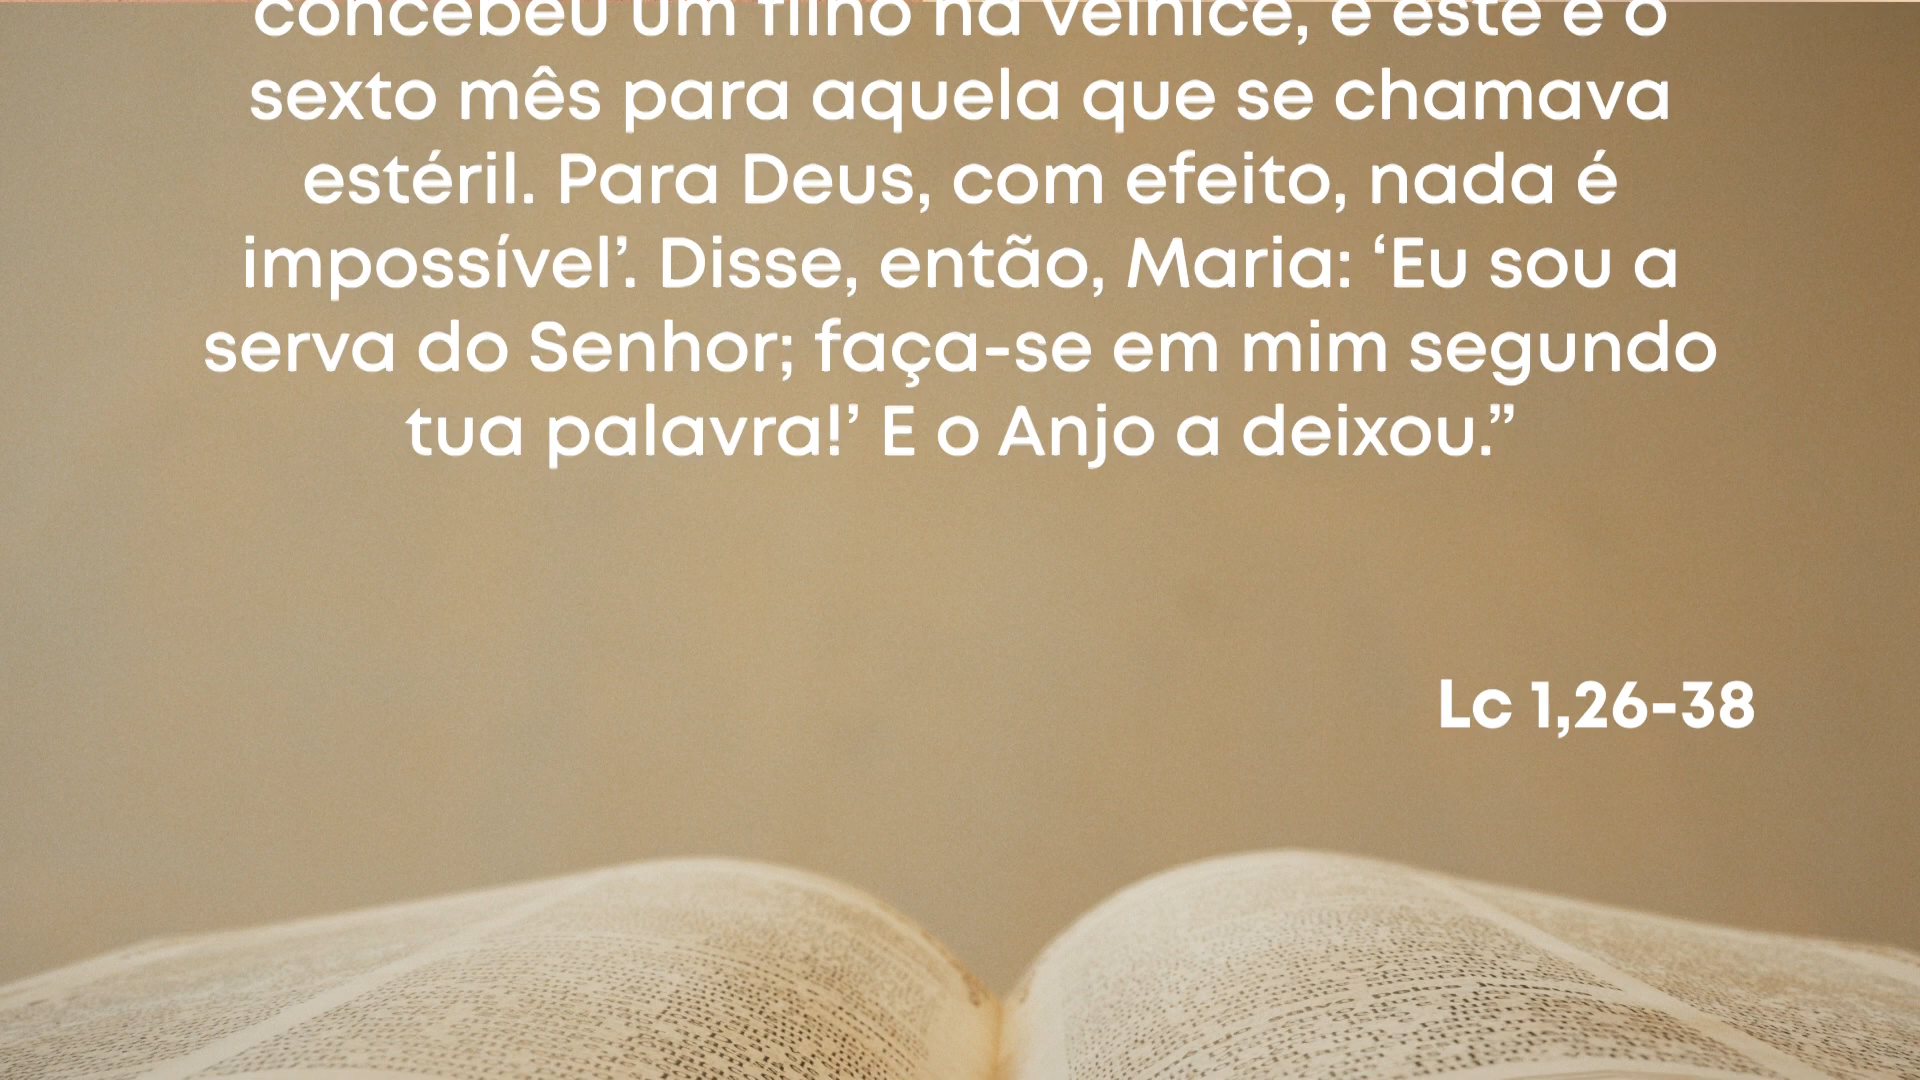 concebeu um filho na velhice, e este é o
sexto mês para aquela que se chamava
estéril. Para Deus, com efeito, nada é
impossível’. Disse, então, Maria: ‘Eu sou a
serva do Senhor; faça-se em mim segundo
tua palavra!’ E o Anjo a deixou.”
Lc 1,26-38